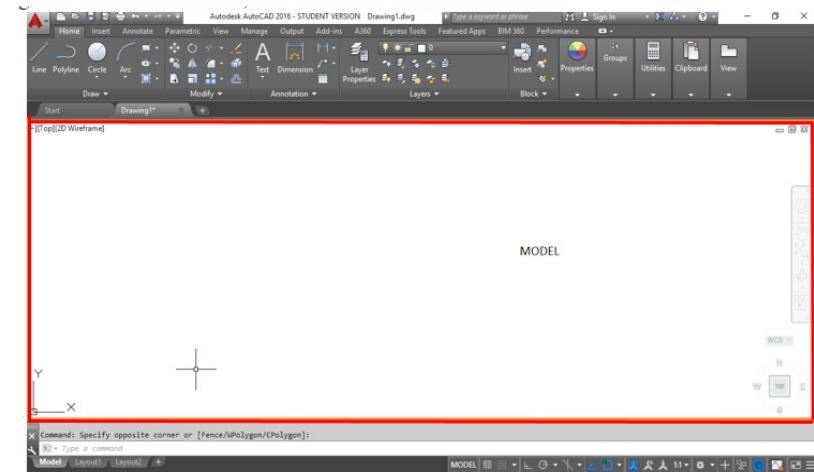 Autodesk AutoCAD 2016 - STUDENT VERSION Drawing1.dwg Type a keyword or phrase Sign In
Home Insert Annotate Parametric View Manage Output Add-ins A360 Express Tools Featured Apps BIM 360 Performance
0
Line Polyline Circle Arc Text Dimension Layer Properties Insert Properties Groups Utilities Clipboard View
Draw Modify Annotation Layers Block
Start Drawing1*
-][Top][2D Wireframe]
MODEL
WCS
N
W TOP E
S
Y
X
Command: Specify opposite corner or [Fence/WPolygon/CPolygon]:
Type a command
Model Layout1 Layout2 + MODEL 1:1